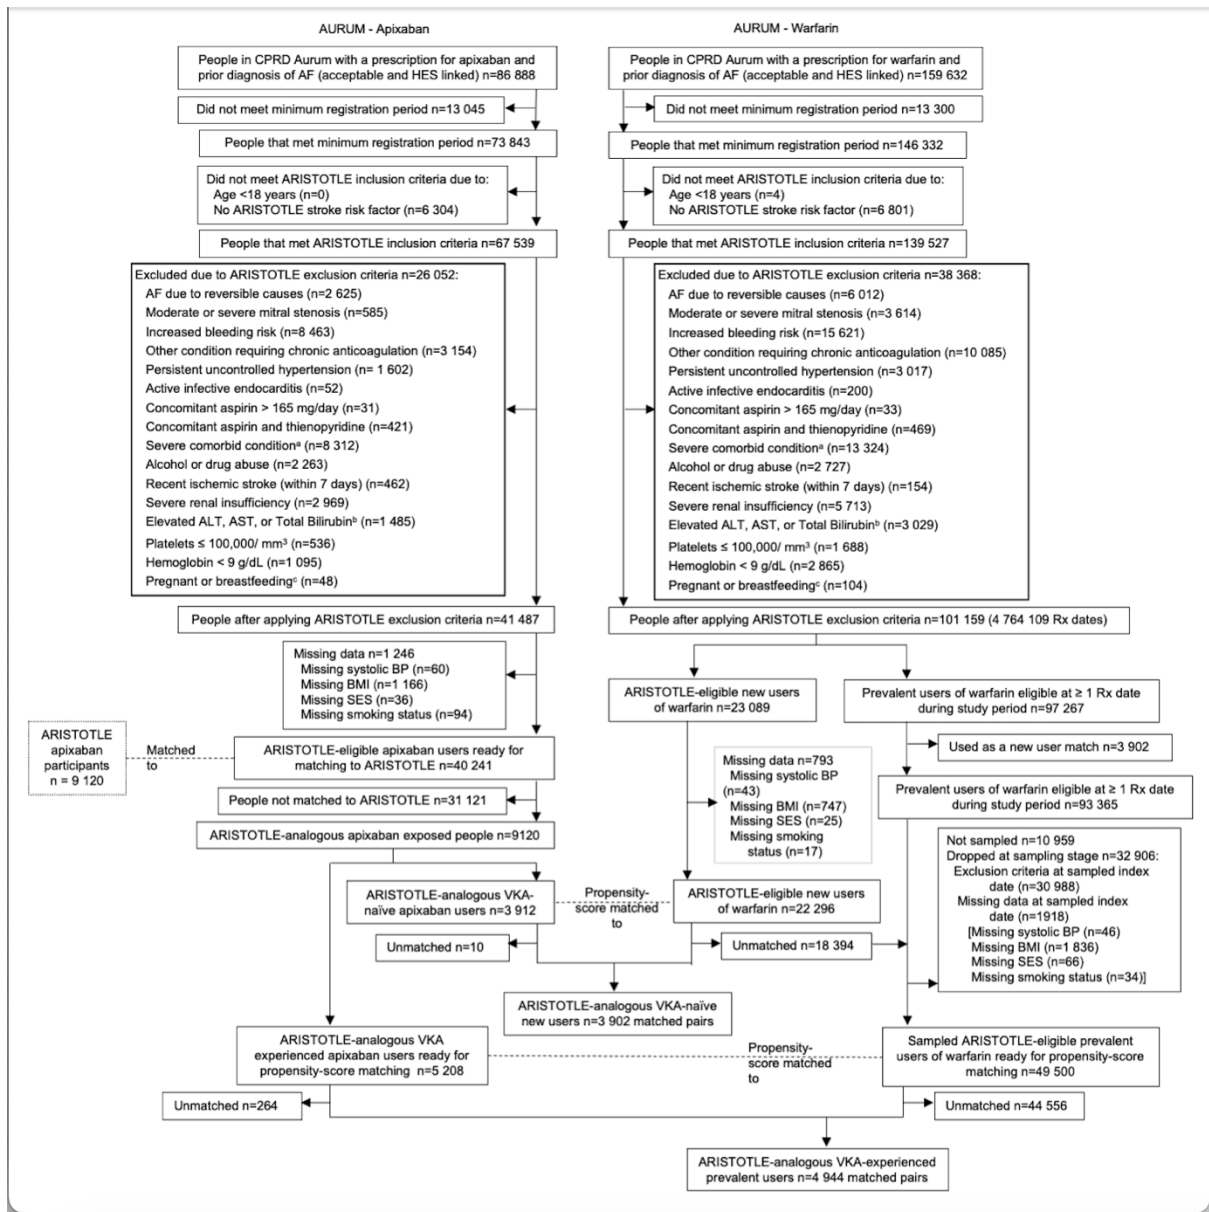 AURUM - Apixaban
People in CPRD Aurum with a prescription for apixaban and
prior diagnosis of AF (acceptable and HES linked) n=86 888
Did not meet minimum registration period n=13 045
People that met minimum registration period n=73 843
Did not meet ARISTOTLE inclusion criteria due to:
Age <18 years (n=0)
No ARISTOTLE stroke risk factor (n=6 304)
People that met ARISTOTLE inclusion criteria n=67 539
Excluded due to ARISTOTLE exclusion criteria n=26 052:
AF due to reversible causes (n=2 625)
Moderate or severe mitral stenosis (n=585)
Increased bleeding risk (n=8 463)
Other condition requiring chronic anticoagulation (n=3 154)
Persistent uncontrolled hypertension (n= 1 602)
Active infective endocarditis (n=52)
Concomitant aspirin > 165 mg/day (n=31)
Concomitant aspirin and thienopyridine (n=421)
Severe comorbid conditionᵃ (n=8 312)
Alcohol or drug abuse (n=2 263)
Recent ischemic stroke (within 7 days) (n=462)
Severe renal insufficiency (n=2 969)
Elevated ALT, AST, or Total Bilirubinᵇ (n=1 485)
Platelets ≤ 100,000/ mm³ (n=536)
Hemoglobin < 9 g/dL (n=1 095)
Pregnant or breastfeedingᶜ (n=48)
People after applying ARISTOTLE exclusion criteria n=41 487
Missing data n=1 246
Missing systolic BP (n=60)
Missing BMI (n=1 166)
Missing SES (n=36)
Missing smoking status (n=94)
ARISTOTLE
apixaban
participants
n = 9 120
Matched
to
ARISTOTLE-eligible apixaban users ready for
matching to ARISTOTLE n=40 241
People not matched to ARISTOTLE n=31 121
ARISTOTLE-analogous apixaban exposed people n=9120
ARISTOTLE-analogous VKA-
naïve apixaban users n=3 912
Unmatched n=10
AURUM - Warfarin
People in CPRD Aurum with a prescription for warfarin and
prior diagnosis of AF (acceptable and HES linked) n=159 632
Did not meet minimum registration period n=13 300
People that met minimum registration period n=146 332
Did not meet ARISTOTLE inclusion criteria due to:
Age <18 years (n=4)
No ARISTOTLE stroke risk factor (n=6 801)
People that met ARISTOTLE inclusion criteria n=139 527
Excluded due to ARISTOTLE exclusion criteria n=38 368:
AF due to reversible causes (n=6 012)
Moderate or severe mitral stenosis (n=3 614)
Increased bleeding risk (n=15 621)
Other condition requiring chronic anticoagulation (n=10 085)
Persistent uncontrolled hypertension (n=3 017)
Active infective endocarditis (n=200)
Concomitant aspirin > 165 mg/day (n=33)
Concomitant aspirin and thienopyridine (n=469)
Severe comorbid conditionᵃ (n=13 324)
Alcohol or drug abuse (n=2 727)
Recent ischemic stroke (within 7 days) (n=154)
Severe renal insufficiency (n=5 713)
Elevated ALT, AST, or Total Bilirubinᵇ (n=3 029)
Platelets ≤ 100,000/ mm³ (n=1 688)
Hemoglobin < 9 g/dL (n=2 865)
Pregnant or breastfeedingᶜ (n=104)
People after applying ARISTOTLE exclusion criteria n=101 159 (4 764 109 Rx dates)
ARISTOTLE-eligible new users
of warfarin n=23 089
Missing data n=793
Missing systolic BP
(n=43)
Missing BMI (n=747)
Missing SES (n=25)
Missing smoking
status (n=17)
Propensity-
score matched
to
ARISTOTLE-eligible new users
of warfarin n=22 296
Unmatched n=18 394
Prevalent users of warfarin eligible at ≥ 1 Rx date
during study period n=97 267
Used as a new user match n=3 902
Prevalent users of warfarin eligible at ≥ 1 Rx date
during study period n=93 365
Not sampled n=10 959
Dropped at sampling stage n=32 906:
Exclusion criteria at sampled index
date (n=30 988)
Missing data at sampled index
date (n=1918)
[Missing systolic BP (n=46)
Missing BMI (n=1 836)
Missing SES (n=66)
Missing smoking status (n=34)]
ARISTOTLE-analogous VKA-naïve
new users n=3 902 matched pairs
ARISTOTLE-analogous VKA
experienced apixaban users ready for
propensity-score matching n=5 208
Propensity-
score matched
to
Sampled ARISTOTLE-eligible prevalent
users of warfarin ready for propensity-score
matching n=49 500
Unmatched n=264
Unmatched n=44 556
ARISTOTLE-analogous VKA-experienced
prevalent users n=4 944 matched pairs